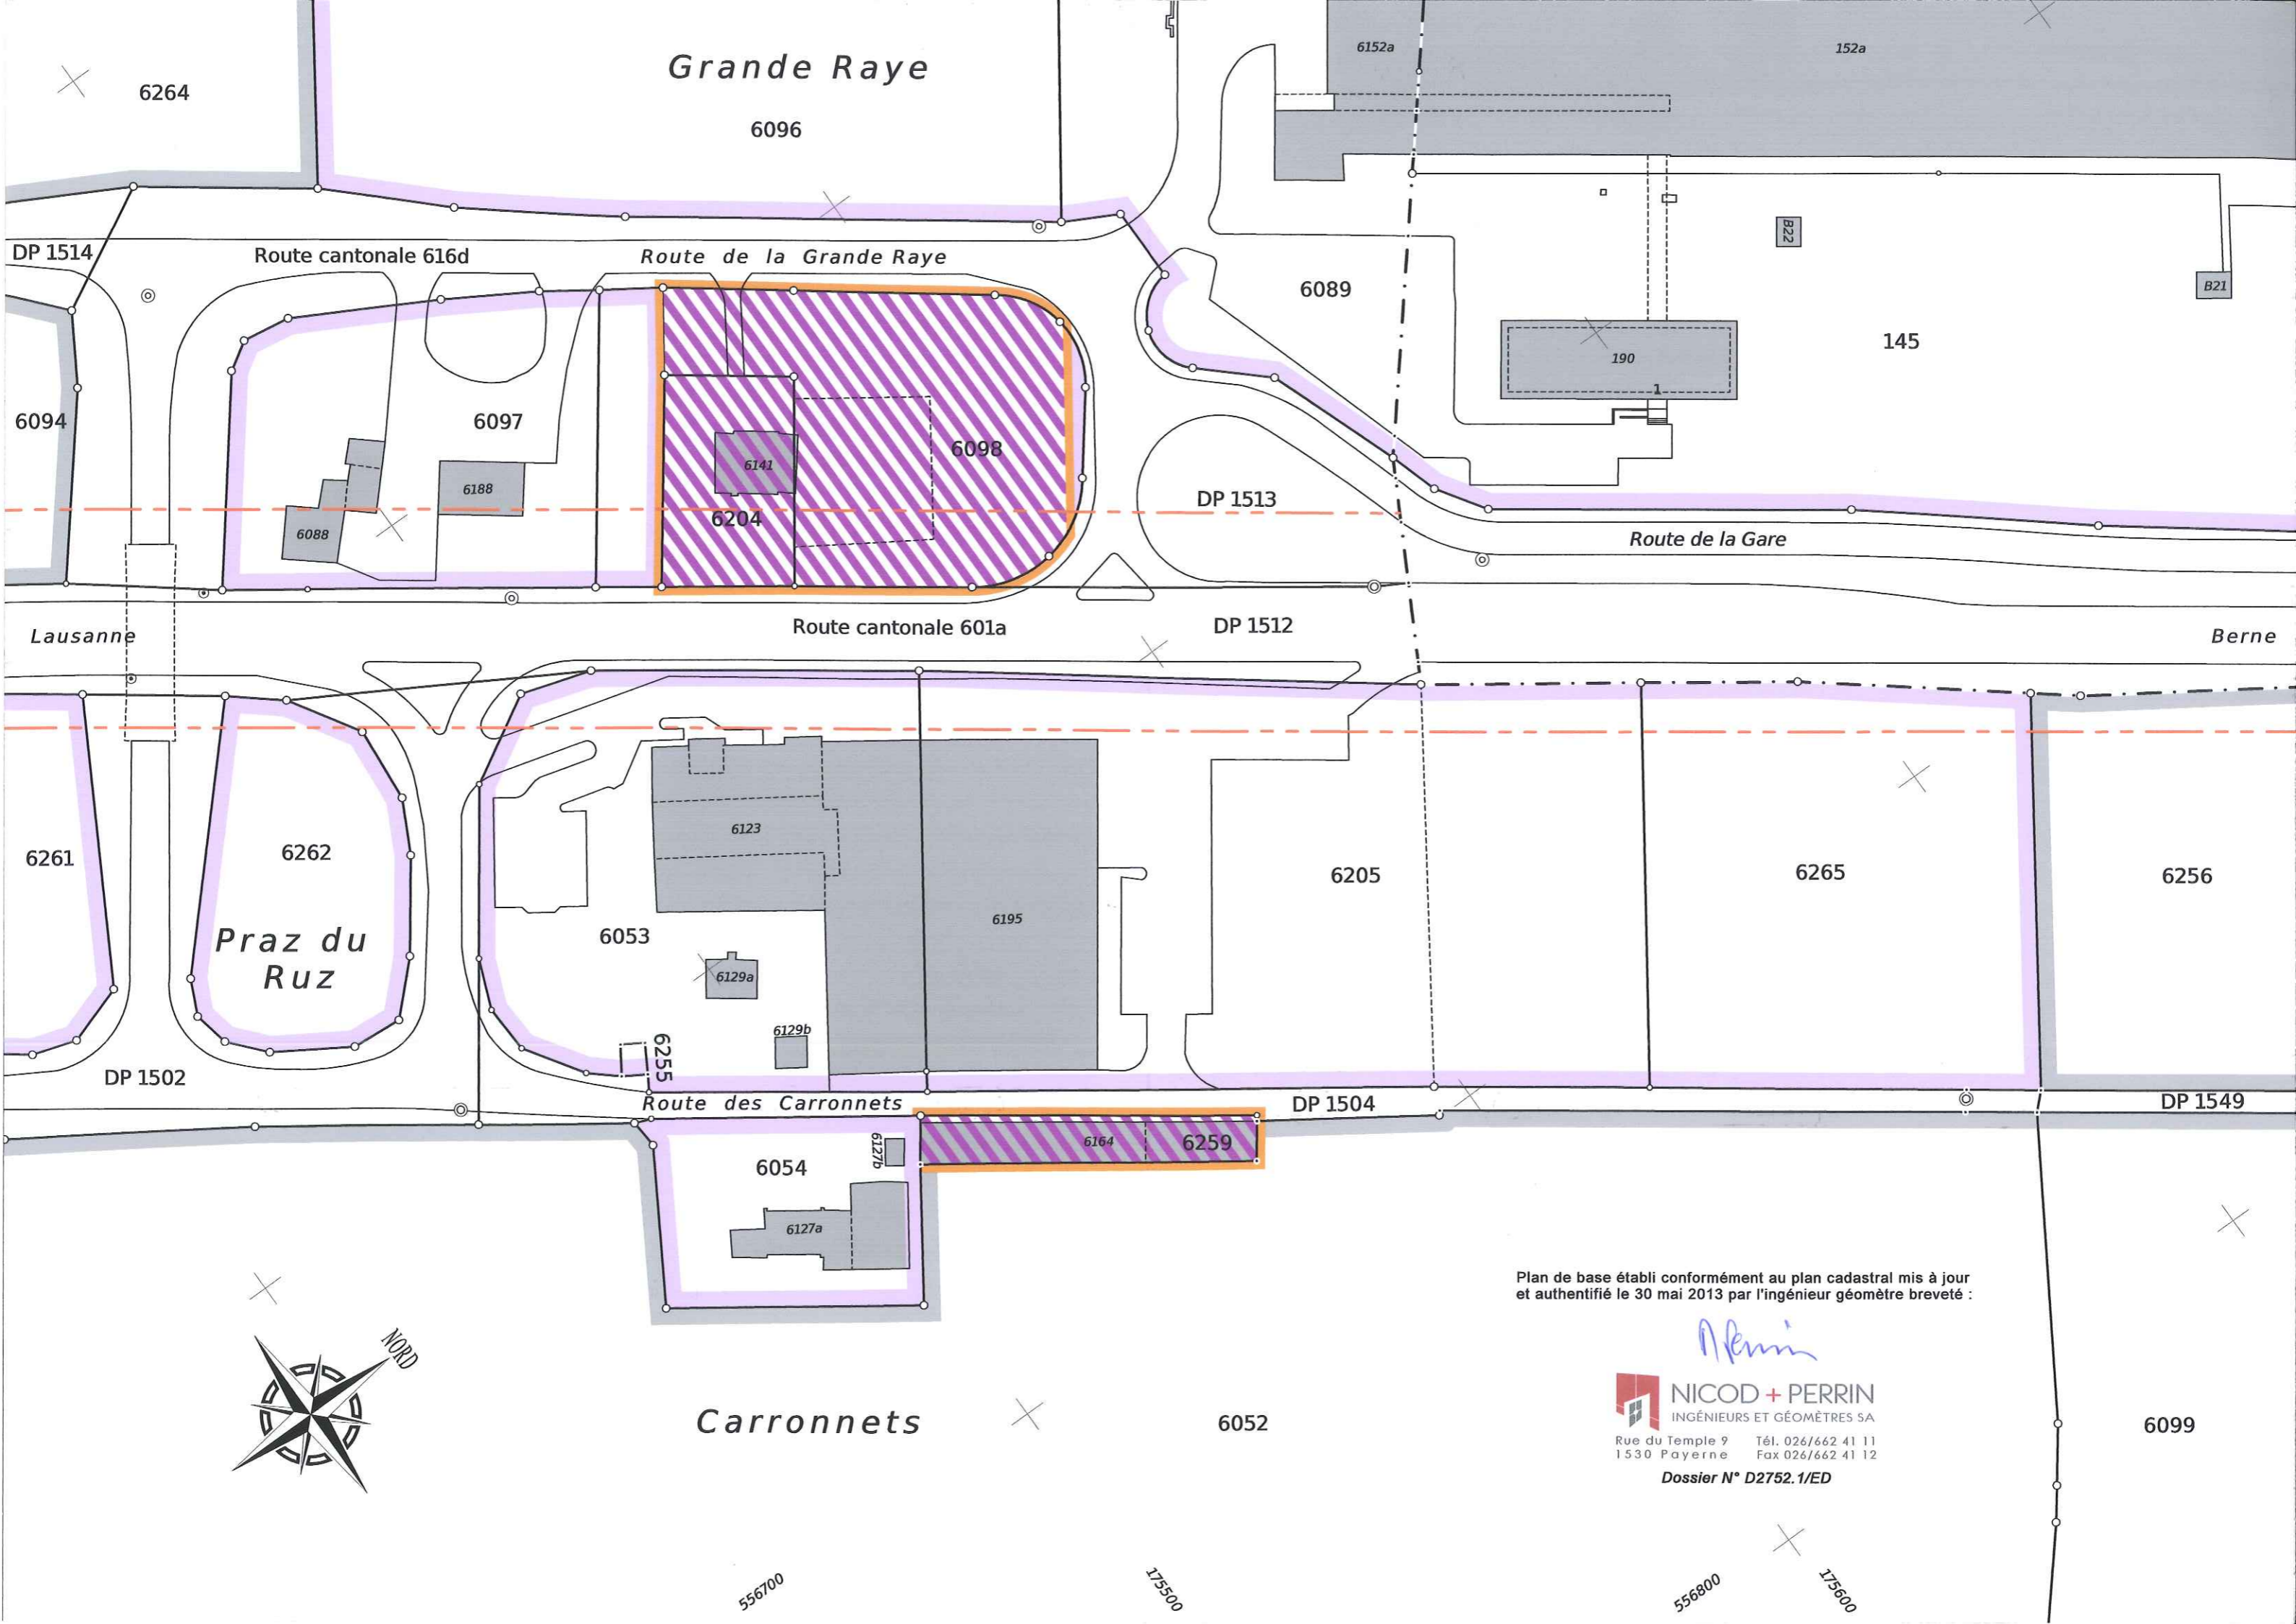 Grande Raye
6152a
152a
6264
6096
DP 1514
Route cantonale 616d
Route de la Grande Raye
B22
6089
B21
145
190
1
6094
6097
6098
6141
6188
6204
DP 1513
6088
Route de la Gare
Lausanne
Route cantonale 601a
DP 1512
Berne
6123
6261
6262
6205
6265
6256
6195
Praz du
Ruz
6053
6129a
6129b
6255
DP 1502
Route des Carronnets
DP 1504
DP 1549
6127b
6164
6259
6054
6127a
Plan de base établi conformément au plan cadastral mis à jour
et authentifié le 30 mai 2013 par l'ingénieur géomètre breveté :
NORD
NICOD + PERRIN
INGÉNIEURS ET GÉOMÈTRES SA
Rue du Temple 9 Tél. 026/662 41 11
1530 Payerne Fax 026/662 41 12
Dossier N° D2752.1/ED
Carronnets
6052
6099
556700
175500
556800
175600